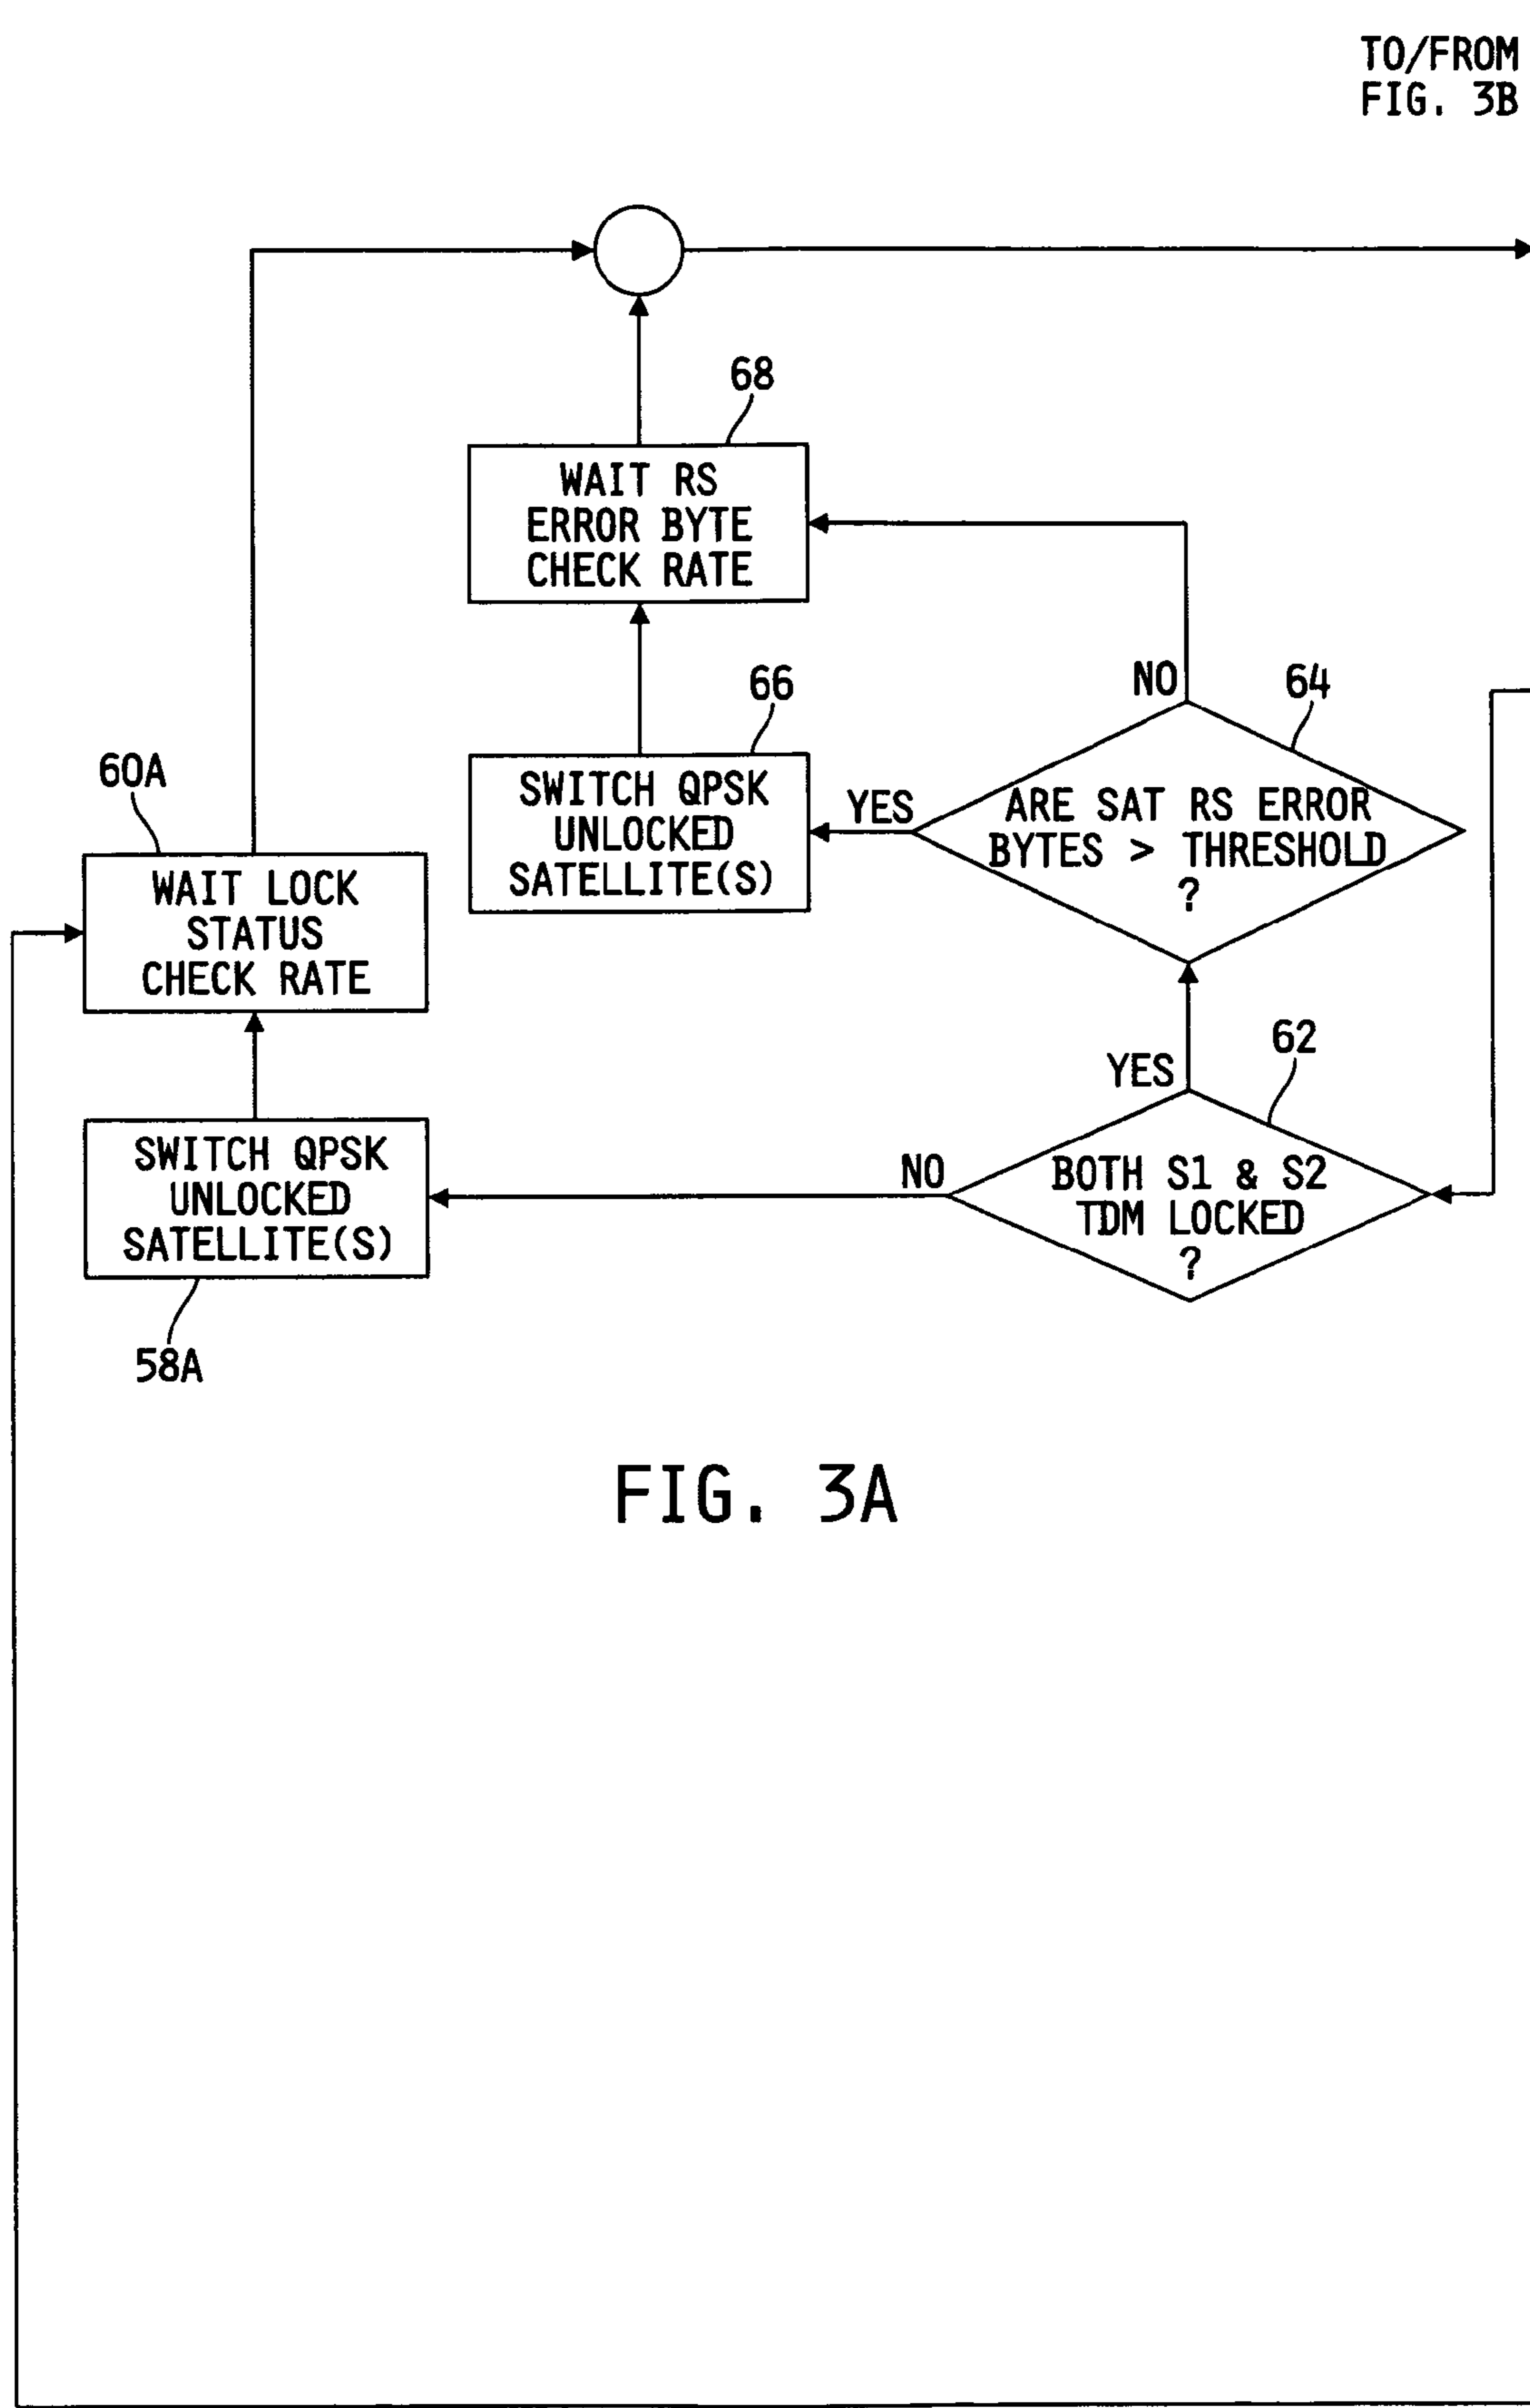 TO/FROM
FIG. 3B
68
WAIT RS
ERROR BYTE
CHECK RATE
NO
64
66
60A
SWITCH QPSK
UNLOCKED
SATELLITE(S)
YES
ARE SAT RS ERROR
BYTES > THRESHOLD
?
WAIT LOCK
STATUS
CHECK RATE
62
YES
SWITCH QPSK
UNLOCKED
SATELLITE(S)
NO
BOTH S1 & S2
TDM LOCKED
?
58A
FIG. 3A